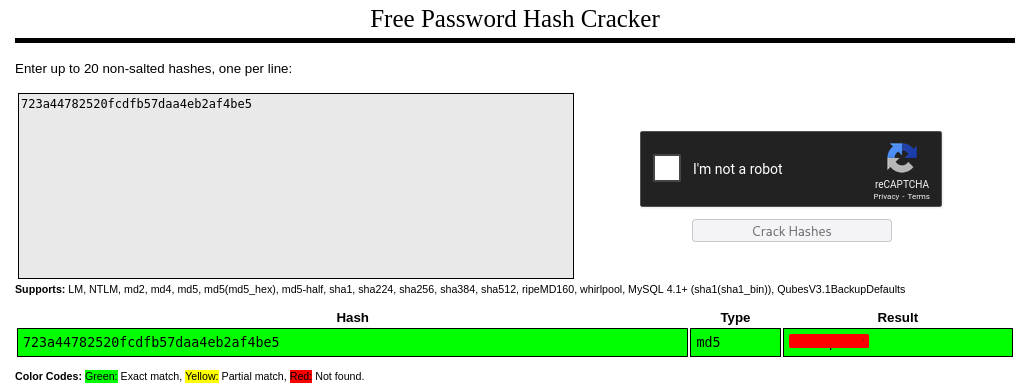 Free Password Hash Cracker
Enter up to 20 non-salted hashes, one per line:
723a44782520fcdfb57daa4eb2af4be5
I'm not a robot
reCAPTCHA
Privacy - Terms
Crack Hashes
Supports: LM, NTLM, md2, md4, md5, md5(md5_hex), md5-half, sha1, sha224, sha256, sha384, sha512, ripeMD160, whirlpool, MySQL 4.1+ (sha1(sha1_bin)), QubesV3.1BackupDefaults
Hash Type Result
723a44782520fcdfb57daa4eb2af4be5 md5
Color Codes: Green: Exact match, Yellow: Partial match, Red: Not found.